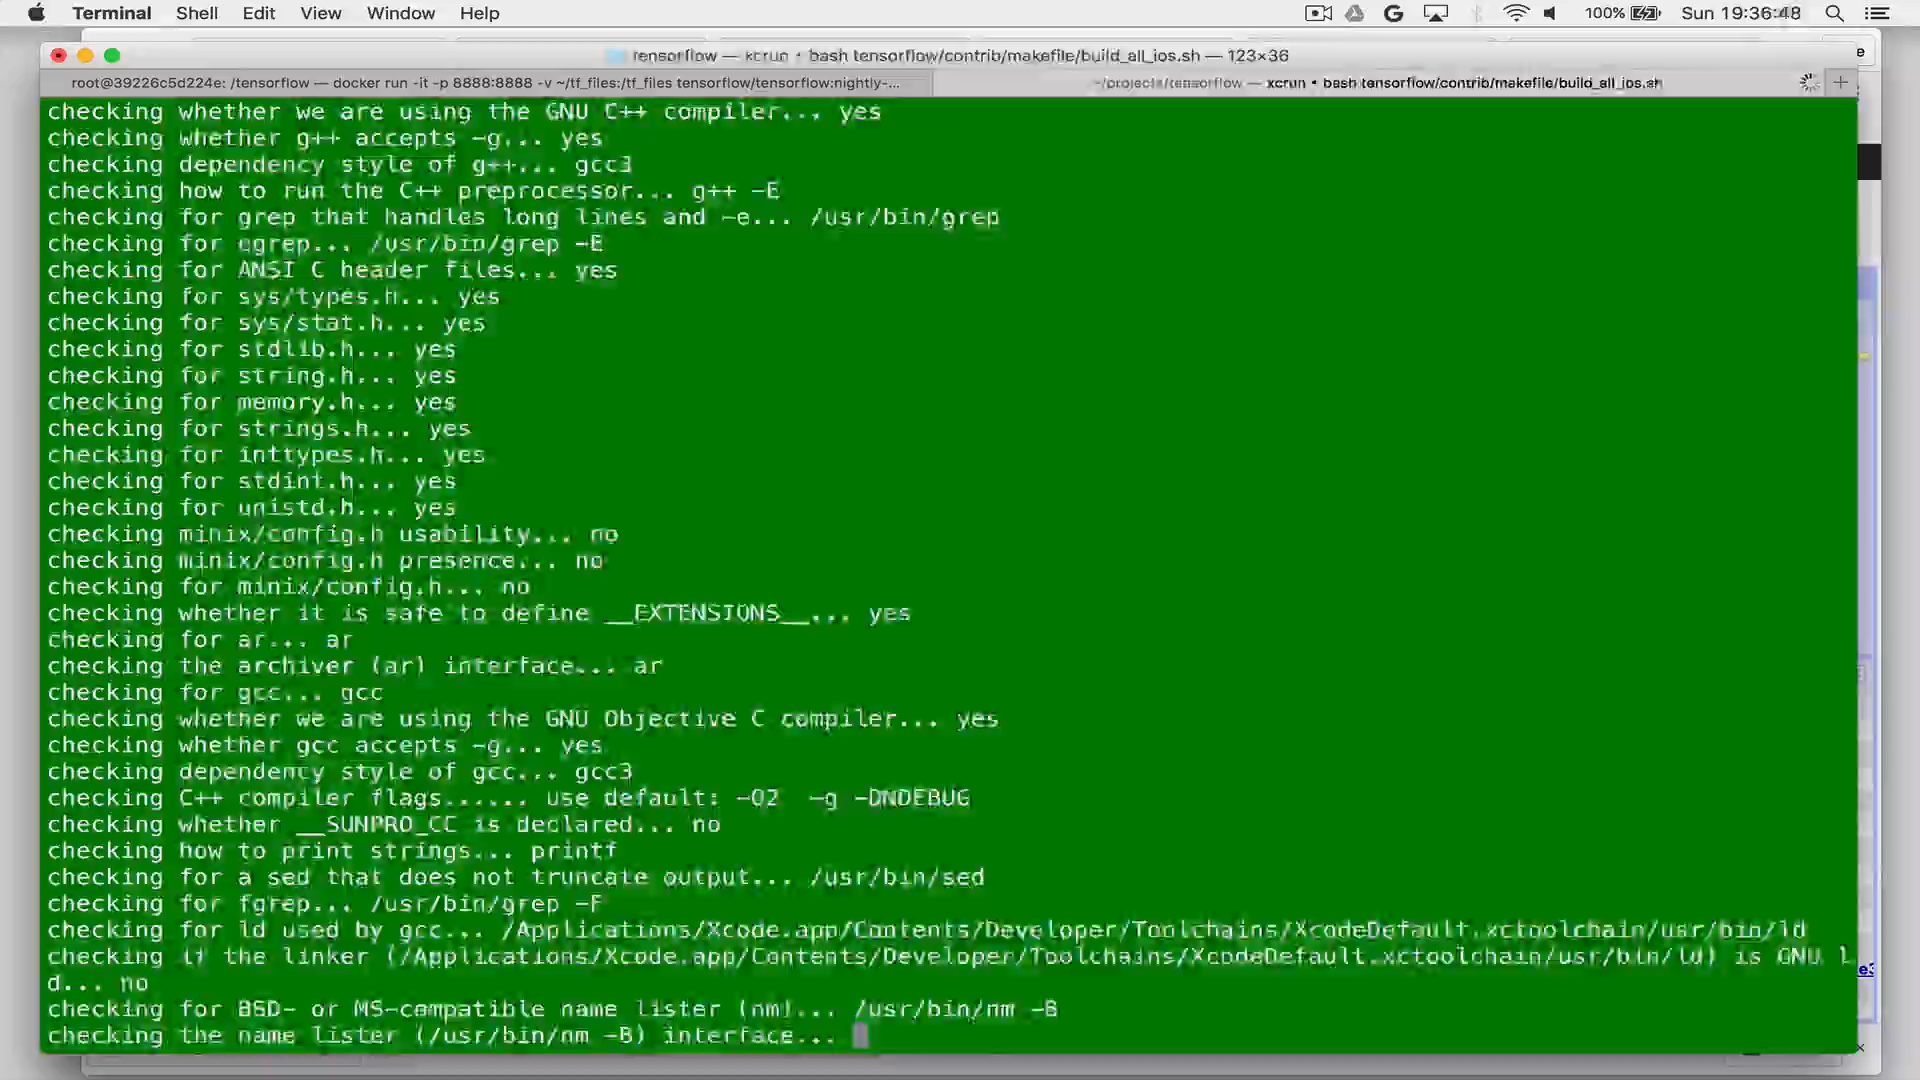 Terminal Shell Edit View Window Help 100% Sun 19:36:48
tensorflow — xcrun • bash tensorflow/contrib/makefile/build_all_ios.sh — 123×36
root@39226c5d224e: /tensorflow — docker run -it -p 8888:8888 -v ~/tf_files:/tf_files tensorflow/tensorflow:nightly-... ~/projects/tensorflow — xcrun • bash tensorflow/contrib/makefile/build_all_ios.sh
checking whether we are using the GNU C++ compiler... yes
checking whether g++ accepts -g... yes
checking dependency style of g++... gcc3
checking how to run the C++ preprocessor... g++ -E
checking for grep that handles long lines and -e... /usr/bin/grep
checking for egrep... /usr/bin/grep -E
checking for ANSI C header files... yes
checking for sys/types.h... yes
checking for sys/stat.h... yes
checking for stdlib.h... yes
checking for string.h... yes
checking for memory.h... yes
checking for strings.h... yes
checking for inttypes.h... yes
checking for stdint.h... yes
checking for unistd.h... yes
checking minix/config.h usability... no
checking minix/config.h presence... no
checking for minix/config.h... no
checking whether it is safe to define __EXTENSIONS__... yes
checking for ar... ar
checking the archiver (ar) interface... ar
checking for gcc... gcc
checking whether we are using the GNU Objective C compiler... yes
checking whether gcc accepts -g... yes
checking dependency style of gcc... gcc3
checking C++ compiler flags...... use default: -O2  -g -DNDEBUG
checking whether __SUNPRO_CC is declared... no
checking how to print strings... printf
checking for a sed that does not truncate output... /usr/bin/sed
checking for fgrep... /usr/bin/grep -F
checking for ld used by gcc... /Applications/Xcode.app/Contents/Developer/Toolchains/XcodeDefault.xctoolchain/usr/bin/ld
checking if the linker (/Applications/Xcode.app/Contents/Developer/Toolchains/XcodeDefault.xctoolchain/usr/bin/ld) is GNU l
d... no
checking for BSD- or MS-compatible name lister (nm)... /usr/bin/nm -B
checking the name lister (/usr/bin/nm -B) interface...